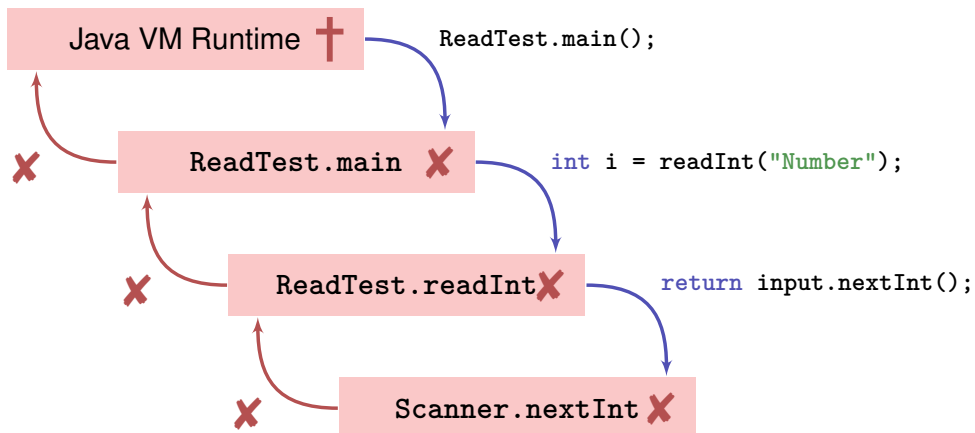 Java VM Runtime †
ReadTest.main();
ReadTest.main ✘
int i = readInt("Number");
✘
ReadTest.readInt ✘
return input.nextInt();
✘
Scanner.nextInt ✘
✘